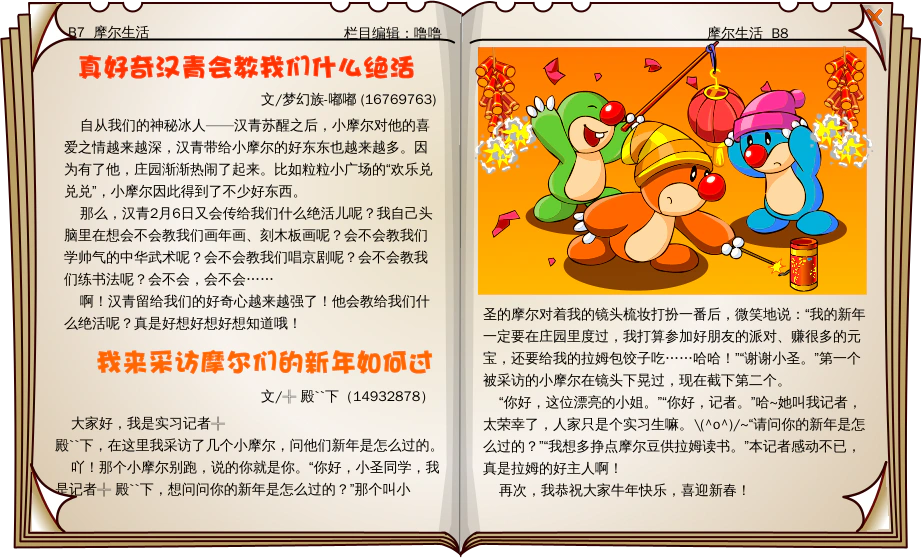 B7 摩尔生活
栏目编辑：噜噜
真好奇汉青会教我们什么绝活
文/梦幻族-嘟嘟 (16769763)
自从我们的神秘冰人——汉青苏醒之后，小摩尔对他的喜
爱之情越来越深，汉青带给小摩尔的好东东也越来越多。因
为有了他，庄园渐渐热闹了起来。比如粒粒小广场的“欢乐兑
兑兑”，小摩尔因此得到了不少好东西。
那么，汉青2月6日又会传给我们什么绝活儿呢？我自己头
脑里在想会不会教我们画年画、刻木板画呢？会不会教我们
学帅气的中华武术呢？会不会教我们唱京剧呢？会不会教我
们练书法呢？会不会，会不会……
啊！汉青留给我们的好奇心越来越强了！他会教给我们什
么绝活呢？真是好想好想好想知道哦！
我来采访摩尔们的新年如何过
文/╬ 殿``下（14932878）
大家好，我是实习记者╬
殿``下，在这里我采访了几个小摩尔，问他们新年是怎么过的。
吖！那个小摩尔别跑，说的你就是你。“你好，小圣同学，我
是记者╬ 殿``下，想问问你的新年是怎么过的？”那个叫小
摩尔生活 B8
圣的摩尔对着我的镜头梳妆打扮一番后，微笑地说：“我的新年
一定要在庄园里度过，我打算参加好朋友的派对、赚很多的元
宝，还要给我的拉姆包饺子吃……哈哈！”“谢谢小圣。”第一个
被采访的小摩尔在镜头下晃过，现在截下第二个。
“你好，这位漂亮的小姐。”“你好，记者。”哈~她叫我记者，
太荣幸了，人家只是个实习生嘛。\(^o^)/~“请问你的新年是怎
么过的？”“我想多挣点摩尔豆供拉姆读书。”本记者感动不已，
真是拉姆的好主人啊！
再次，我恭祝大家牛年快乐，喜迎新春！